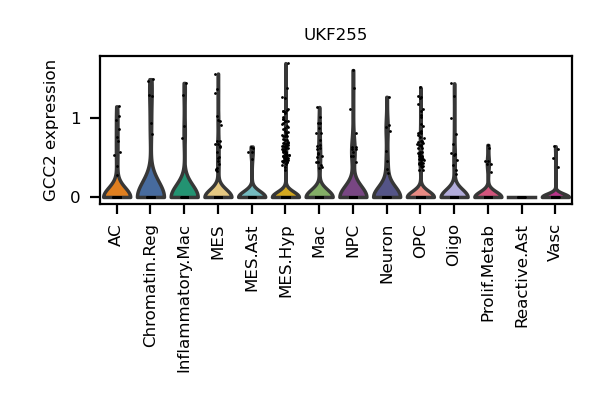 UKF255
GCC2 expression
1
0
AC
Chromatin.Reg
Inflammatory.Mac
MES
MES.Ast
MES.Hyp
Mac
NPC
Neuron
OPC
Oligo
Prolif.Metab
Reactive.Ast
Vasc